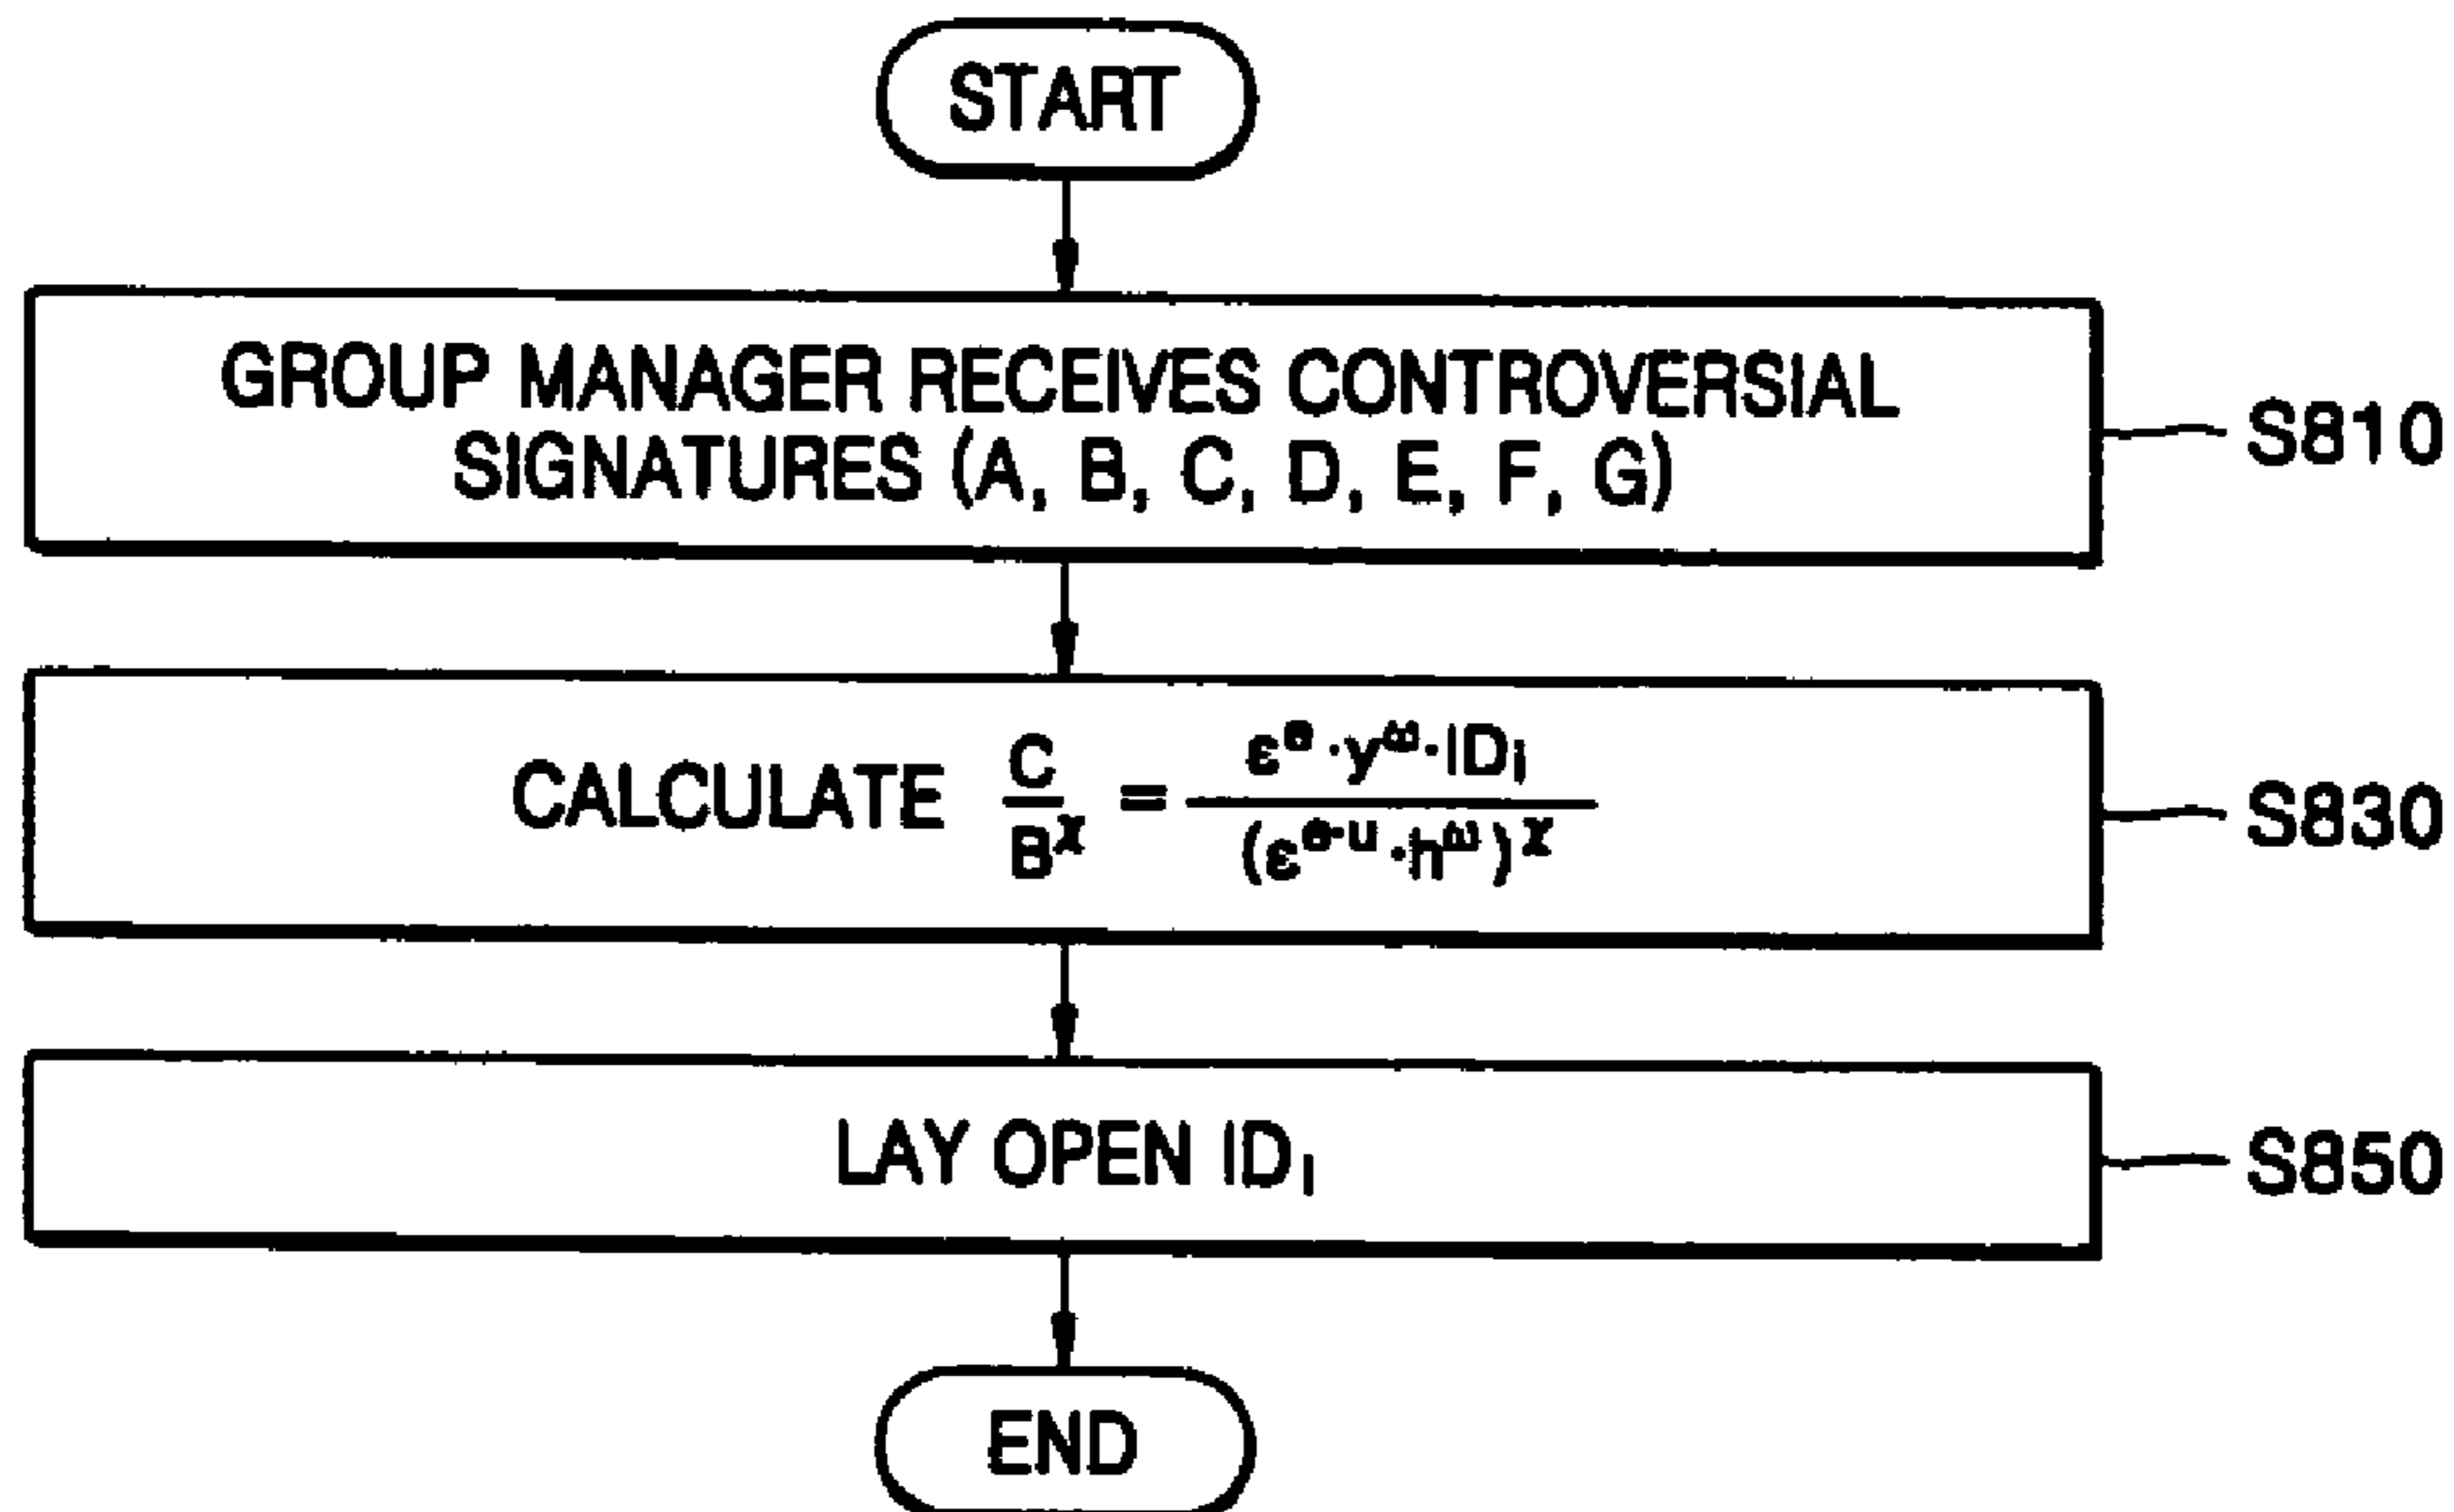 START
GROUP MANAGER RECEIVES CONTROVERSIAL
SIGNATURES (A, B, C, D, E, F, G)
S810
CALCULATE C/B^χ = ε^θ·y^ω·ID_i/(ε^θ·u·h^ω)^χ
S830
LAY OPEN ID_i
S850
END